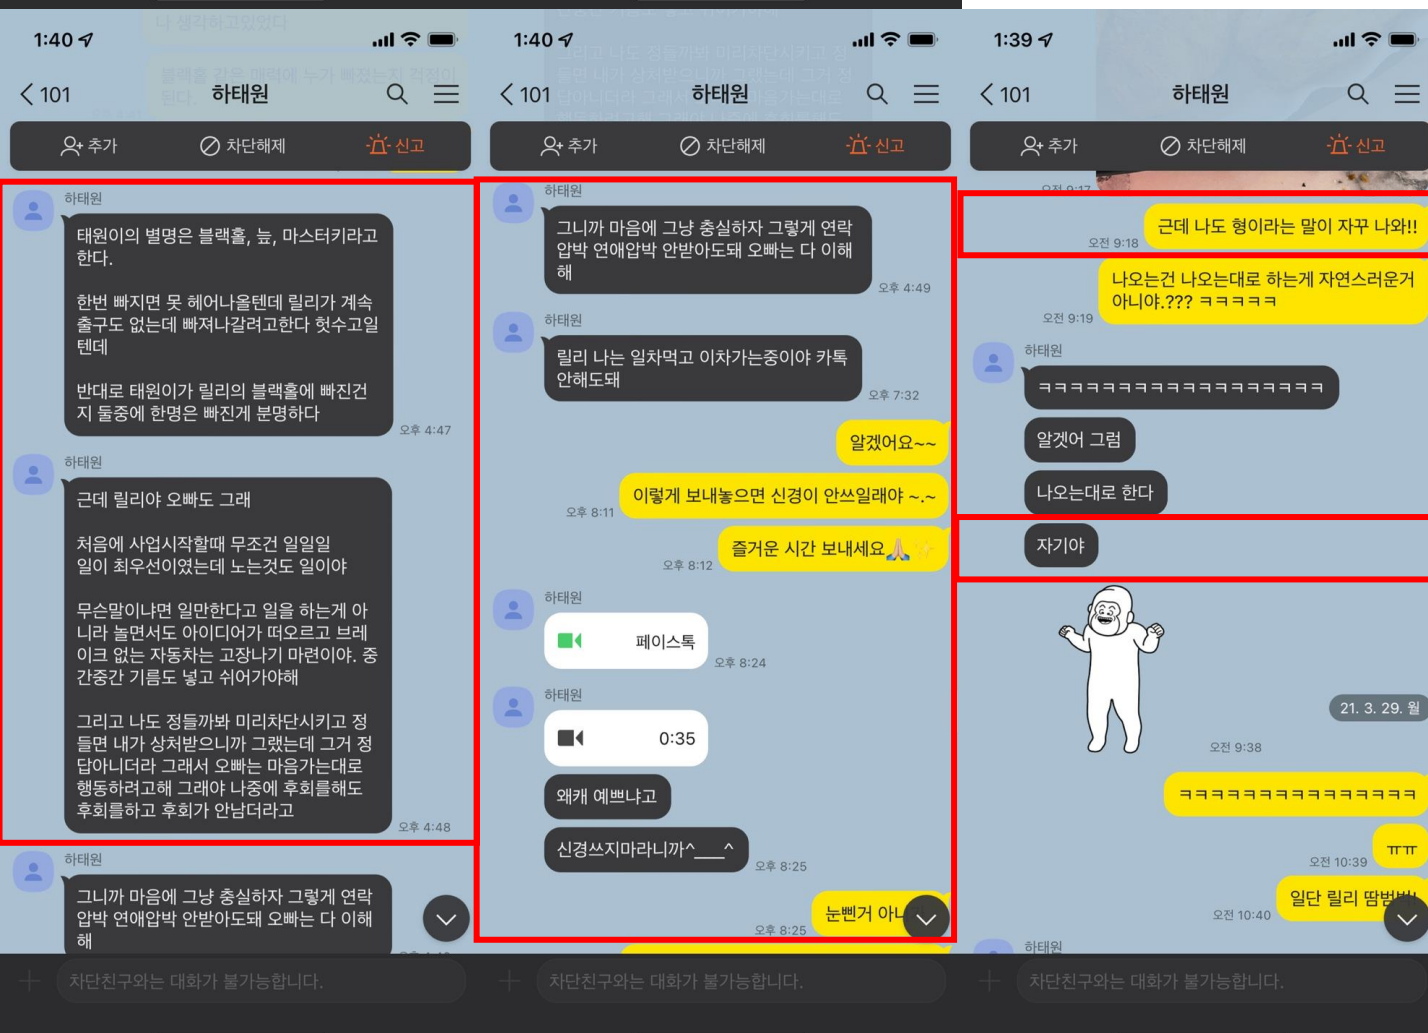 1:40
101
하태원
추가
차단해제
신고
하태원
태원이의 별명은 블랙홀, 늪, 마스터키라고
한다.
한번 빠지면 못 헤어나올텐데 릴리가 계속
출구도 없는데 빠져나갈려고한다 헛수고일
텐데
반대로 태원이가 릴리의 블랙홀에 빠진건
지 둘중에 한명은 빠진게 분명하다
오후 4:47
하태원
근데 릴리야 오빠도 그래
처음에 사업시작할때 무조건 일일일
일이 최우선이였는데 노는것도 일이야
무슨말이냐면 일만한다고 일을 하는게 아
니라 놀면서도 아이디어가 떠오르고 브레
이크 없는 자동차는 고장나기 마련이야. 중
간중간 기름도 넣고 쉬어가야해
그리고 나도 정들까봐 미리차단시키고 정
들면 내가 상처받으니까 그랬는데 그거 정
답아니더라 그래서 오빠는 마음가는대로
행동하려고해 그래야 나중에 후회를해도
후회를하고 후회가 안남더라고
오후 4:48
하태원
그니까 마음에 그냥 충실하자 그렇게 연락
압박 연애압박 안받아도돼 오빠는 다 이해
해
차단친구와는 대화가 불가능합니다.
1:40
101
하태원
추가
차단해제
신고
하태원
그니까 마음에 그냥 충실하자 그렇게 연락
압박 연애압박 안받아도돼 오빠는 다 이해
해
오후 4:49
하태원
릴리 나는 일차먹고 이차가는중이야 카톡
안해도돼
오후 7:32
알겠어요~~
이렇게 보내놓으면 신경이 안쓰일래야 ~.~
오후 8:11
즐거운 시간 보내세요🙏🏻✨
오후 8:12
하태원
페이스톡
오후 8:24
하태원
0:35
왜캐 예쁘냐고
신경쓰지마라니까^___^
오후 8:25
눈삔거 아니
오후 8:25
차단친구와는 대화가 불가능합니다.
1:39
101
하태원
추가
차단해제
신고
오전 9:17
근데 나도 형이라는 말이 자꾸 나와!!
오전 9:18
나오는건 나오는대로 하는게 자연스러운거
아니야.??? ㅋㅋㅋㅋㅋ
오전 9:19
하태원
ㅋㅋㅋㅋㅋㅋㅋㅋㅋㅋㅋㅋㅋㅋㅋㅋㅋㅋ
알겟어 그럼
나오는대로 한다
자기야
21. 3. 29. 월
오전 9:38
ㅋㅋㅋㅋㅋㅋㅋㅋㅋㅋㅋㅋㅋㅋㅋ
ㅠㅠ
오전 10:39
일단 릴리 땀범벅!
오전 10:40
하태원
차단친구와는 대화가 불가능합니다.